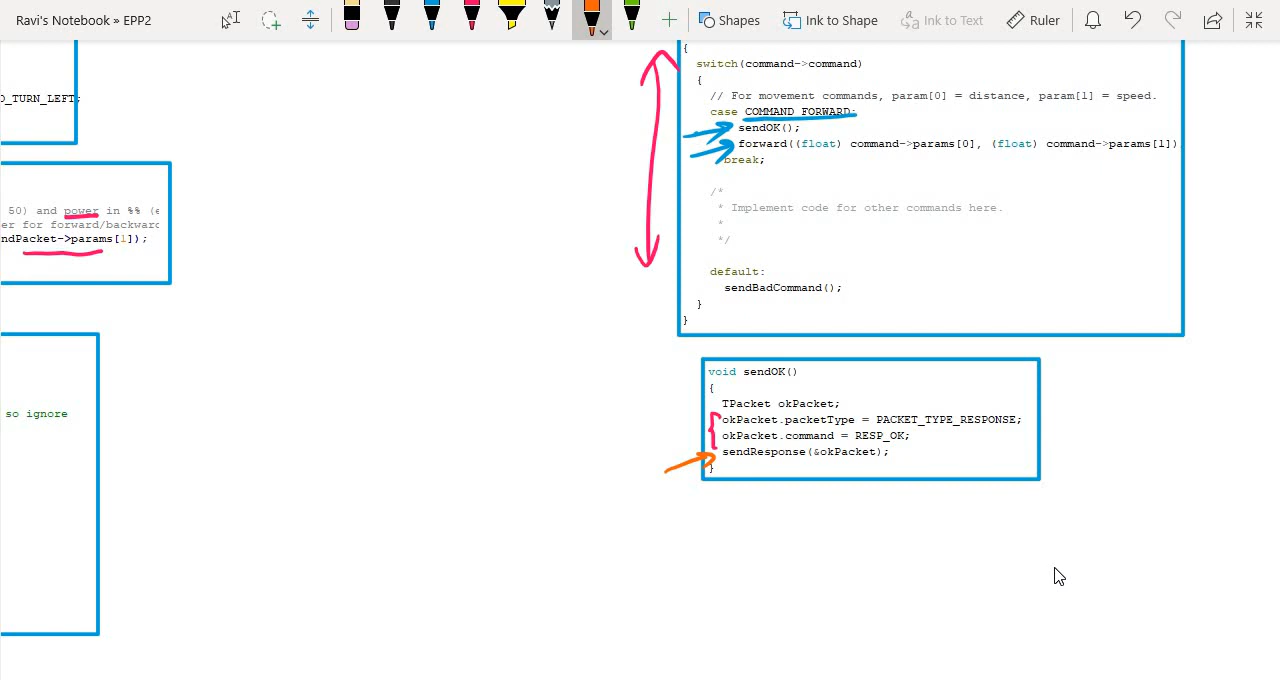 Ravi's Notebook » EPP2
Shapes
Ink to Shape
Ink to Text
Ruler
_TURN_LEFT;
50) and power in %% (e
er for forward/backward
ndPacket->params[1]);
so ignore
{
switch(command->command)
{
// For movement commands, param[0] = distance, param[1] = speed.
case COMMAND_FORWARD:
sendOK();
forward((float) command->params[0], (float) command->params[1])
break;
/*
* Implement code for other commands here.
*
*/
default:
sendBadCommand();
}
}
void sendOK()
{
TPacket okPacket;
okPacket.packetType = PACKET_TYPE_RESPONSE;
okPacket.command = RESP_OK;
sendResponse(&okPacket);
}